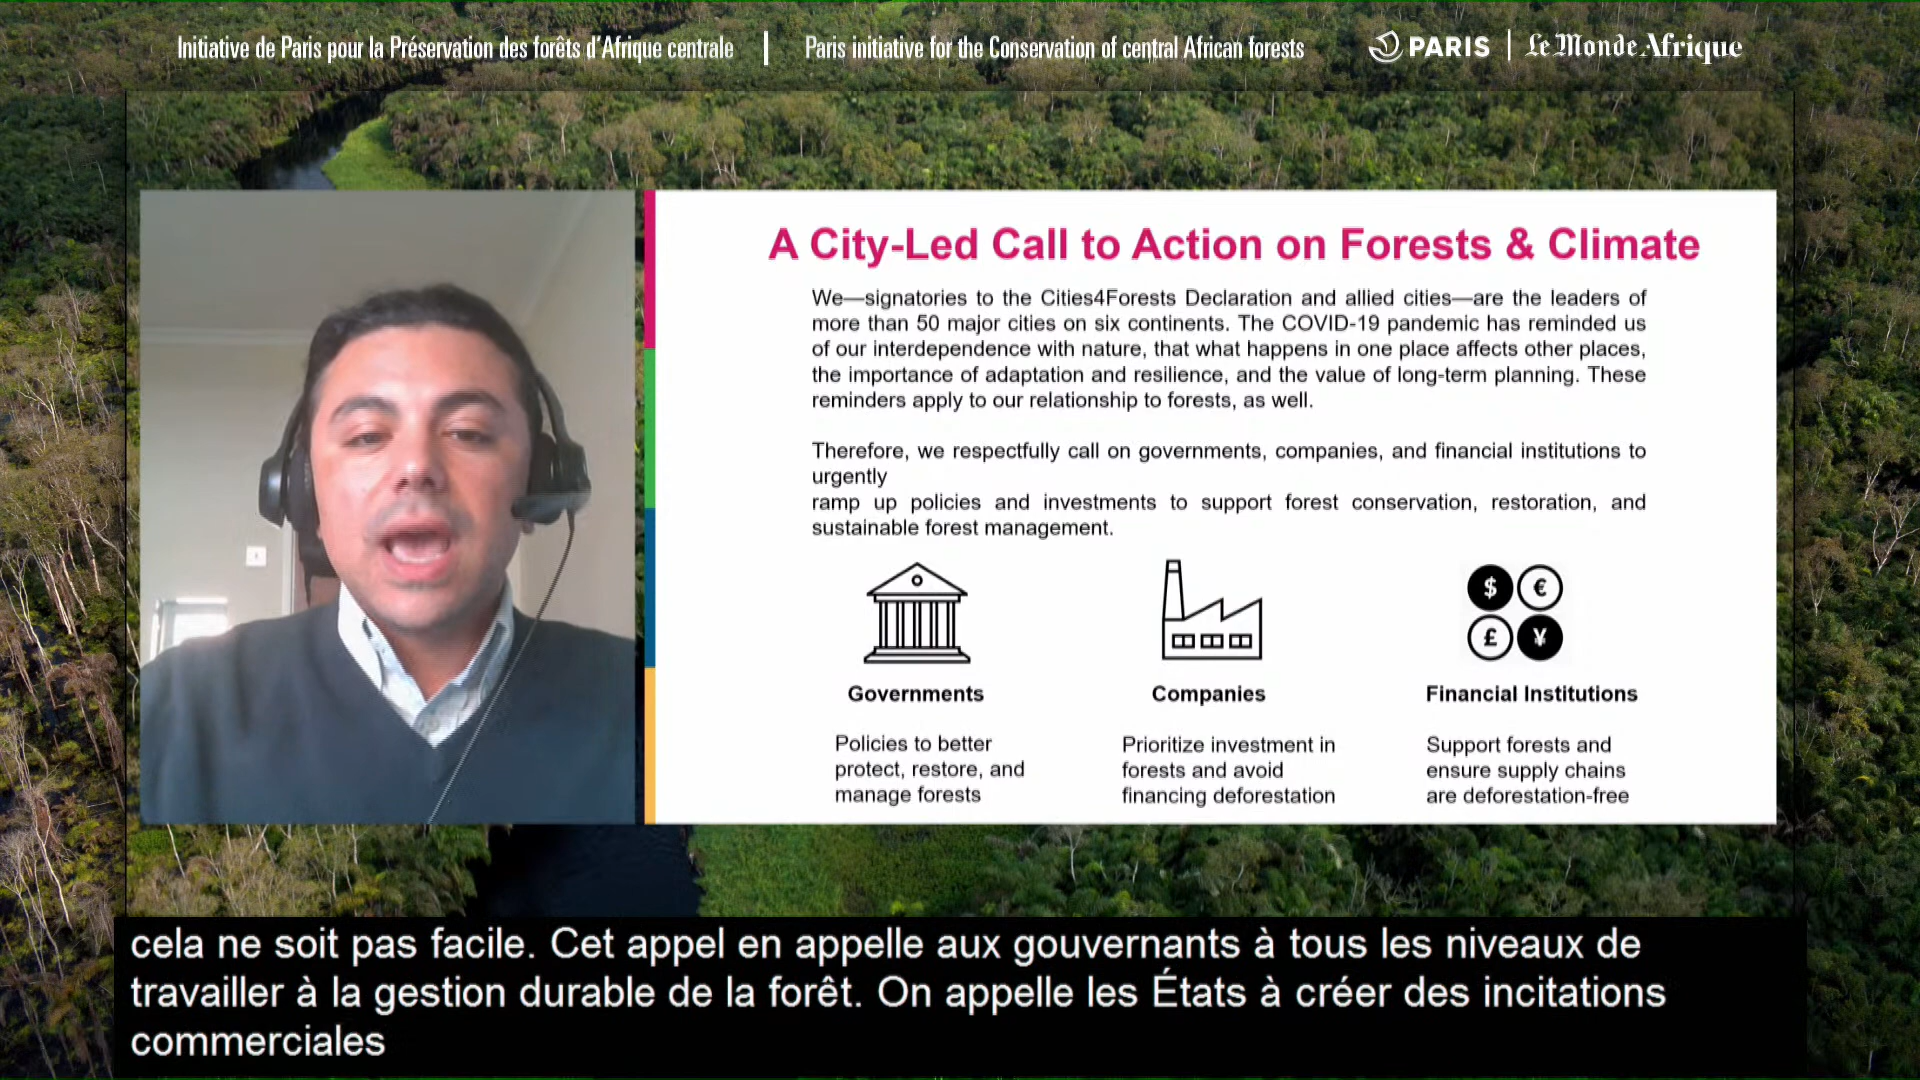 Initiative de Paris pour la Préservation des forêts d'Afrique centrale | Paris initiative for the Conservation of central African forests
PARIS | Le Monde Afrique
A City-Led Call to Action on Forests & Climate
We—signatories to the Cities4Forests Declaration and allied cities—are the leaders of
more than 50 major cities on six continents. The COVID-19 pandemic has reminded us
of our interdependence with nature, that what happens in one place affects other places,
the importance of adaptation and resilience, and the value of long-term planning. These
reminders apply to our relationship to forests, as well.
Therefore, we respectfully call on governments, companies, and financial institutions to
urgently
ramp up policies and investments to support forest conservation, restoration, and
sustainable forest management.
$ €
£ ¥
Governments
Policies to better
protect, restore, and
manage forests
Companies
Prioritize investment in
forests and avoid
financing deforestation
Financial Institutions
Support forests and
ensure supply chains
are deforestation-free
cela ne soit pas facile. Cet appel en appelle aux gouvernants à tous les niveaux de
travailler à la gestion durable de la forêt. On appelle les États à créer des incitations
commerciales